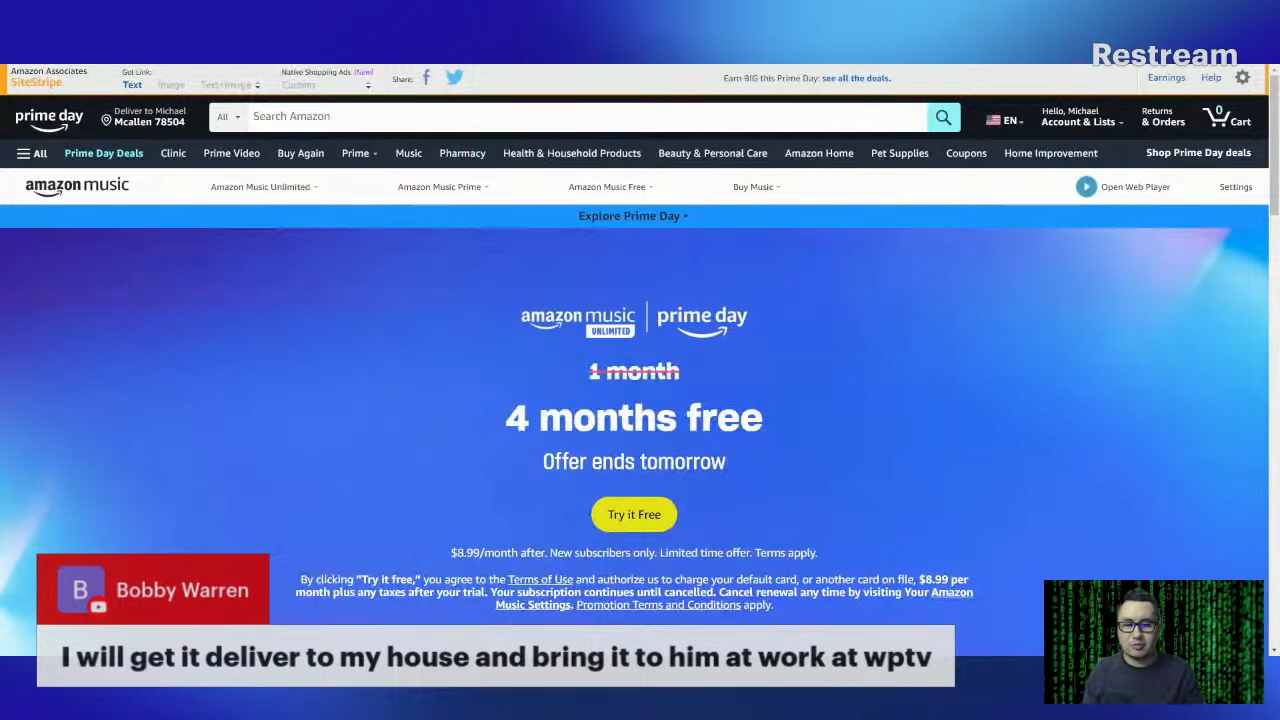 Restream
Amazon Associates
SiteStripe
Get Link:
Text Image Text+Image
Native Shopping Ads (New)
Custom
Share:
Earn BIG this Prime Day: see all the deals.
Earnings Help
prime day
Deliver to Michael
Mcallen 78504
All Search Amazon
EN
Hello, Michael
Account & Lists
Returns
& Orders
0
Cart
All Prime Day Deals Clinic Prime Video Buy Again Prime Music Pharmacy Health & Household Products Beauty & Personal Care Amazon Home Pet Supplies Coupons Home Improvement Shop Prime Day deals
amazon music Amazon Music Unlimited Amazon Music Prime Amazon Music Free Buy Music Open Web Player Settings
Explore Prime Day
amazon music prime day
UNLIMITED
1 month
4 months free
Offer ends tomorrow
Try it Free
$8.99/month after. New subscribers only. Limited time offer. Terms apply.
By clicking "Try it free," you agree to the Terms of Use and authorize us to charge your default card, or another card on file, $8.99 per
month plus any taxes after your trial. Your subscription continues until cancelled. Cancel renewal any time by visiting Your Amazon
Music Settings. Promotion Terms and Conditions apply.
B Bobby Warren
I will get it deliver to my house and bring it to him at work at wptv